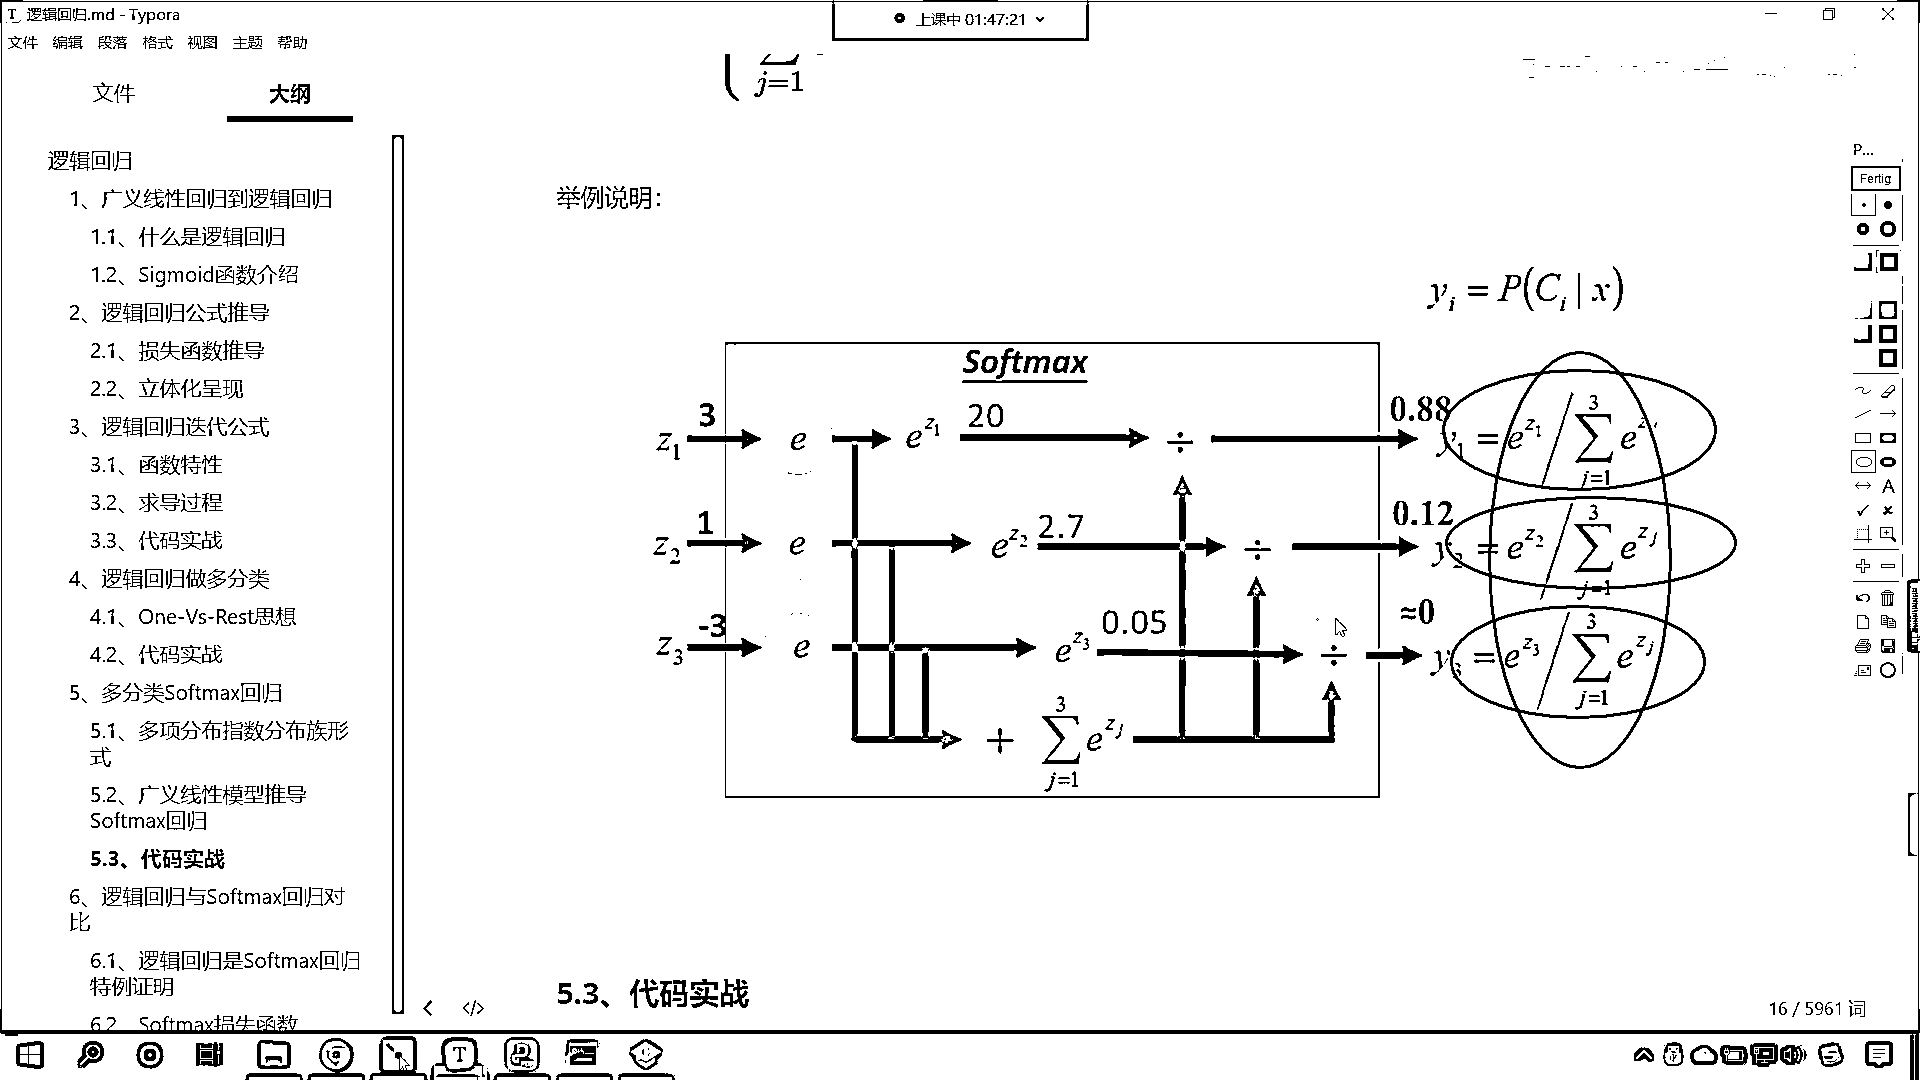 逻辑回归.md - Typora
上课中 01:47:21
文件 编辑 段落 格式 视图 主题 帮助
文件 大纲
逻辑回归
1、广义线性回归到逻辑回归
1.1、什么是逻辑回归
1.2、Sigmoid函数介绍
2、逻辑回归公式推导
2.1、损失函数推导
2.2、立体化呈现
3、逻辑回归迭代公式
3.1、函数特性
3.2、求导过程
3.3、代码实战
4、逻辑回归做多分类
4.1、One-Vs-Rest思想
4.2、代码实战
5、多分类Softmax回归
5.1、多项分布指数分布族形
式
5.2、广义线性模型推导
Softmax回归
5.3、代码实战
6、逻辑回归与Softmax回归对
比
6.1、逻辑回归是Softmax回归
特例证明
6.2、Softmax损失函数
j=1
举例说明：
y_i = P(C_i | x)
Softmax
z_1 3 e e^{z_1} 20 ÷ 0.88 y_1 = e^{z_1} / ∑_{j=1}^{3} e^z
z_2 1 e e^{z_2} 2.7 ÷ 0.12 y_2 = e^{z_2} / ∑_{j=1}^{3} e^{z_j}
z_3 -3 e e^{z_3} 0.05 ÷ ≈0 y_3 = e^{z_3} / ∑_{j=1}^{3} e^{z_j}
+ ∑_{j=1}^{3} e^{z_j}
5.3、代码实战
16 / 5961 词
P...
Fertig